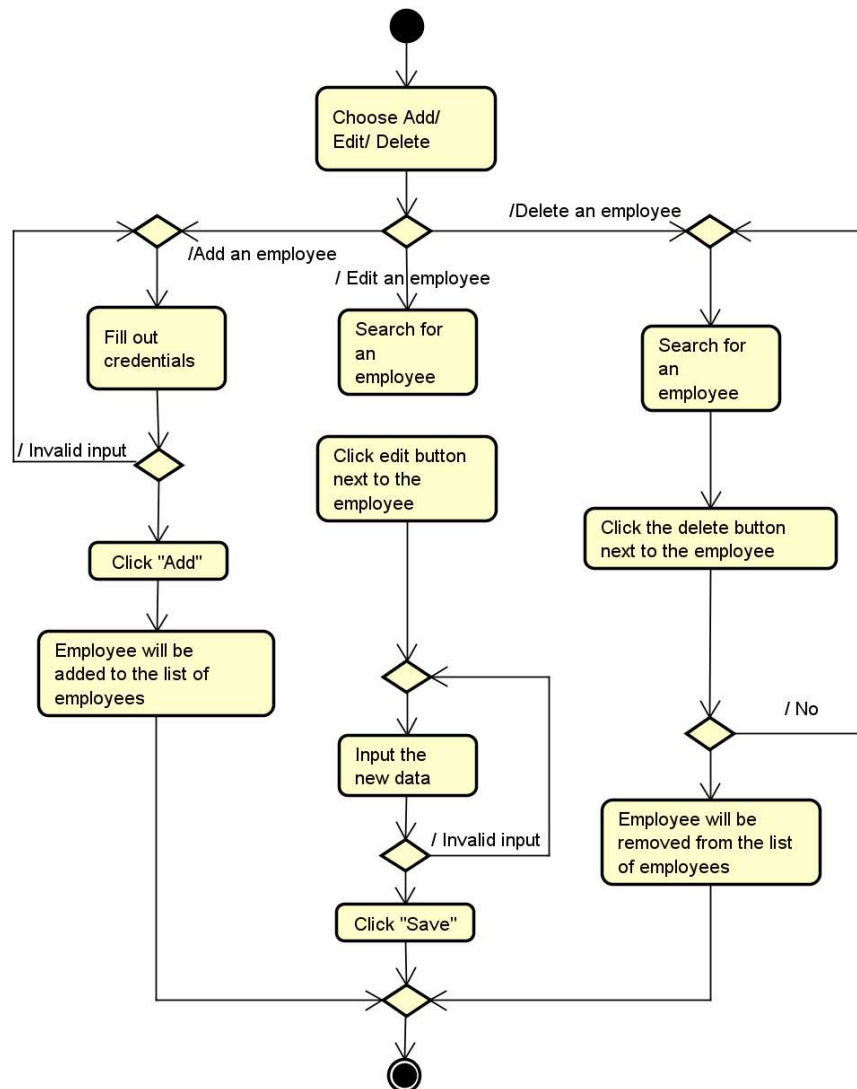 Choose Add/
Edit/ Delete
/Delete an employee
/Add an employee
/ Edit an employee
Fill out
credentials
Search for
an
employee
Search for
an
employee
/ Invalid input
Click edit button
next to the
employee
Click "Add"
Click the delete button
next to the employee
Employee will be
added to the list of
employees
/ No
Input the
new data
Employee will be
removed from the list
of employees
/ Invalid input
Click "Save"